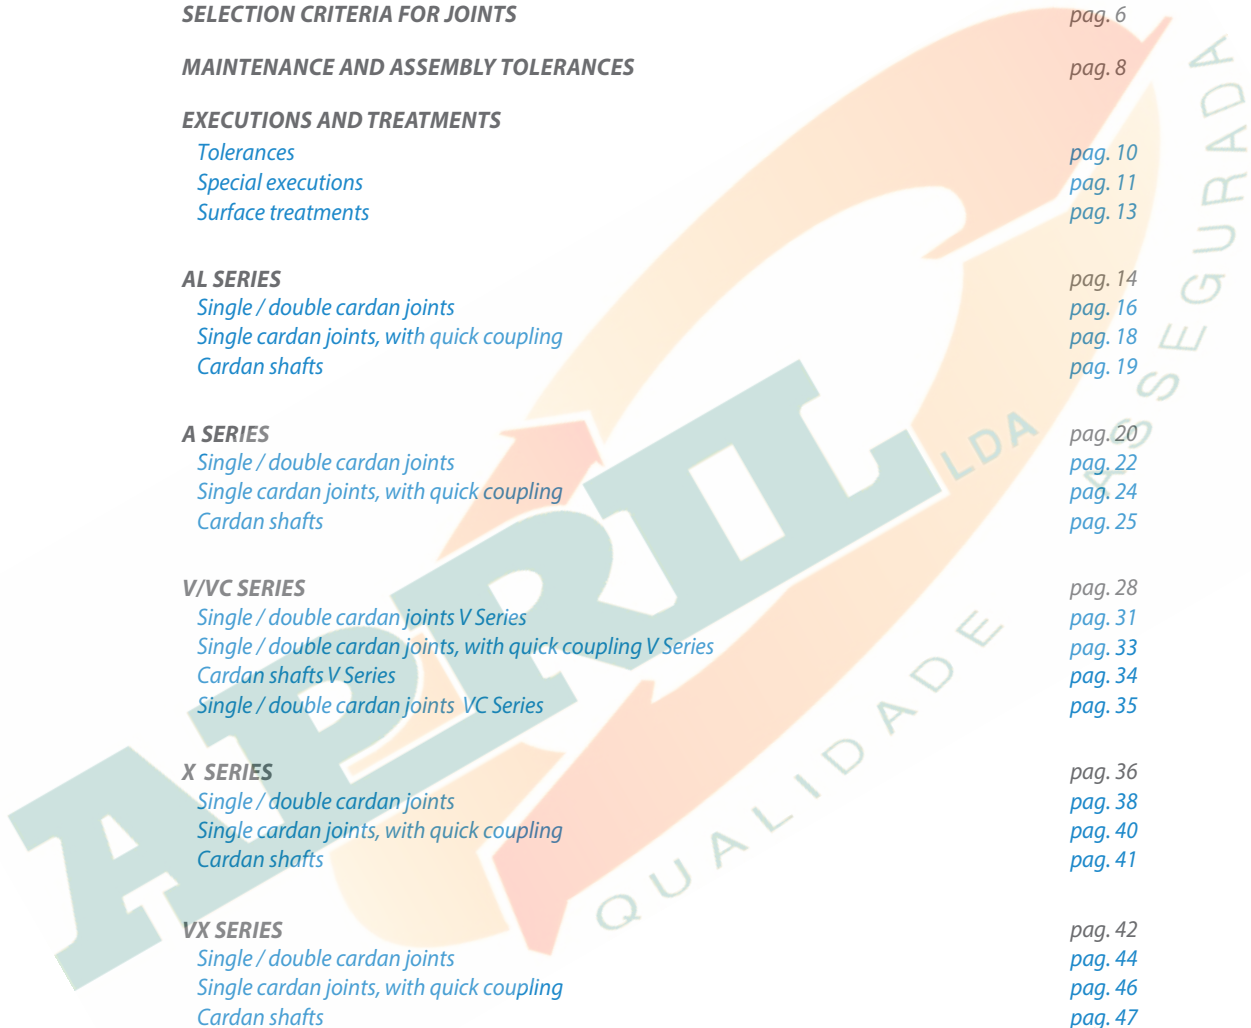 SELECTION CRITERIA FOR JOINTS pag. 6
MAINTENANCE AND ASSEMBLY TOLERANCES pag. 8
EXECUTIONS AND TREATMENTS
Tolerances pag. 10
Special executions pag. 11
Surface treatments pag. 13
AL SERIES pag. 14
Single / double cardan joints pag. 16
Single cardan joints, with quick coupling pag. 18
Cardan shafts pag. 19
A SERIES pag. 20
Single / double cardan joints pag. 22
Single cardan joints, with quick coupling pag. 24
Cardan shafts pag. 25
V/VC SERIES pag. 28
Single / double cardan joints V Series pag. 31
Single / double cardan joints, with quick coupling V Series pag. 33
Cardan shafts V Series pag. 34
Single / double cardan joints VC Series pag. 35
X SERIES pag. 36
Single / double cardan joints pag. 38
Single cardan joints, with quick coupling pag. 40
Cardan shafts pag. 41
VX SERIES pag. 42
Single / double cardan joints pag. 44
Single cardan joints, with quick coupling pag. 46
Cardan shafts pag. 47
APRIL LDA
QUALIDADE ASSEGURADA